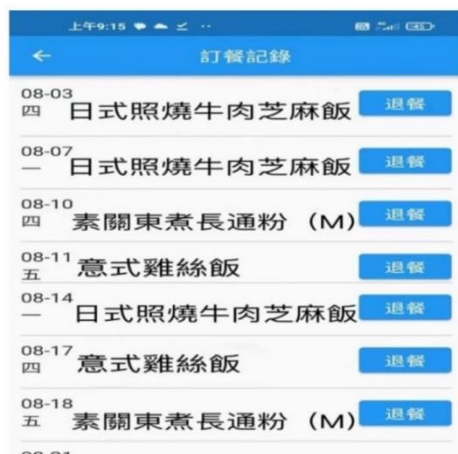 上午9:15
訂餐記錄
08-03
四 日式照燒牛肉芝麻飯 退餐
08-07
一 日式照燒牛肉芝麻飯 退餐
08-10
四 素關東煮長通粉（M） 退餐
08-11
五 意式雞絲飯 退餐
08-14
一 日式照燒牛肉芝麻飯 退餐
08-17
四 意式雞絲飯 退餐
08-18
五 素關東煮長通粉（M） 退餐